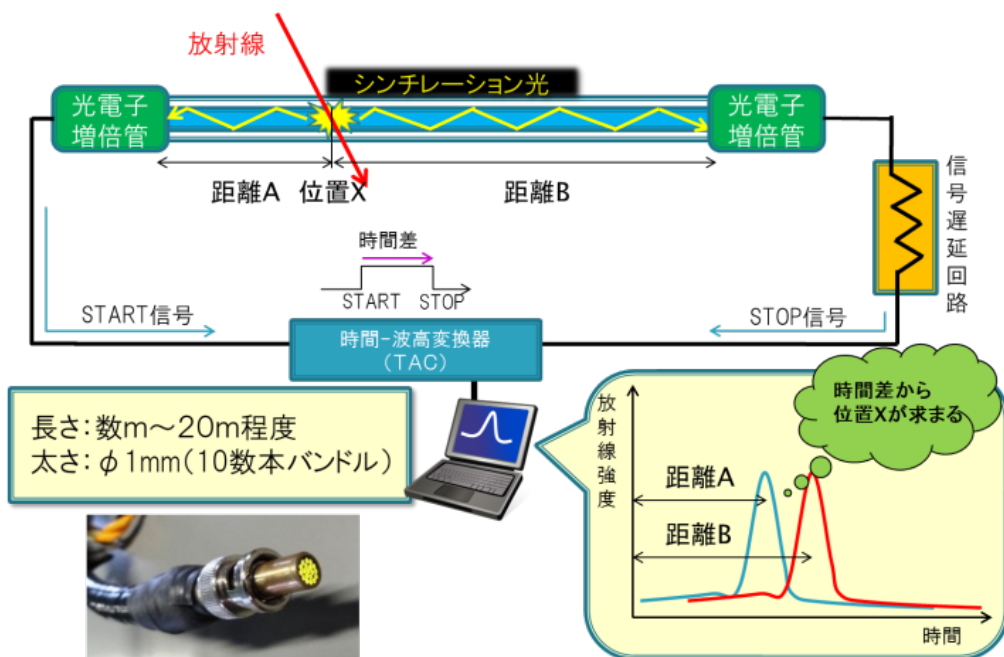 放射線
シンチレーション光
光電子
増倍管
光電子
増倍管
距離A
位置X
距離B
信号遅延回路
時間差
START
STOP
START信号
STOP信号
時間-波高変換器
(TAC)
長さ:数m～20m程度
太さ:φ1mm(10数本バンドル)
時間差から
位置Xが求まる
放射線強度
距離A
距離B
時間